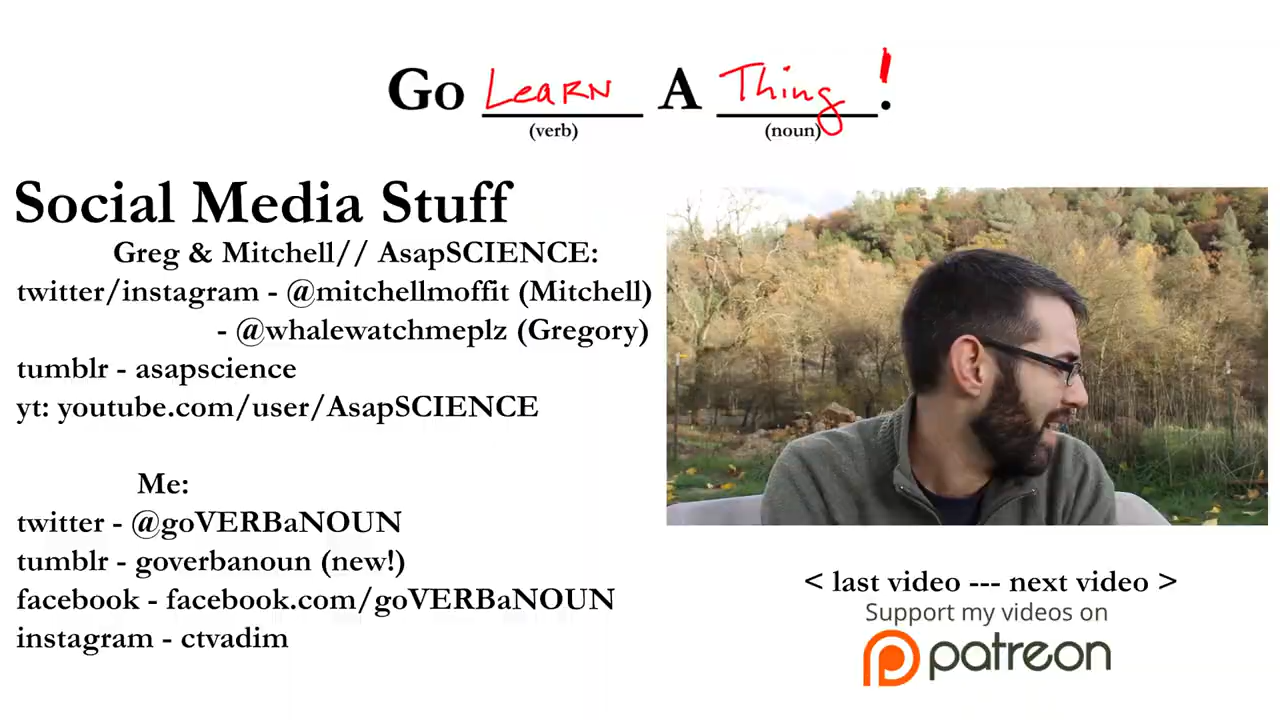 Go Learn A Thing!
(verb) (noun)
Social Media Stuff
Greg & Mitchell// AsapSCIENCE:
twitter/instagram - @mitchellmoffit (Mitchell)
- @whalewatchmeplz (Gregory)
tumblr - asapscience
yt: youtube.com/user/AsapSCIENCE
Me:
twitter - @goVERBaNOUN
tumblr - goverbanoun (new!)
facebook - facebook.com/goVERBaNOUN
instagram - ctvadim
< last video --- next video >
Support my videos on
patreon